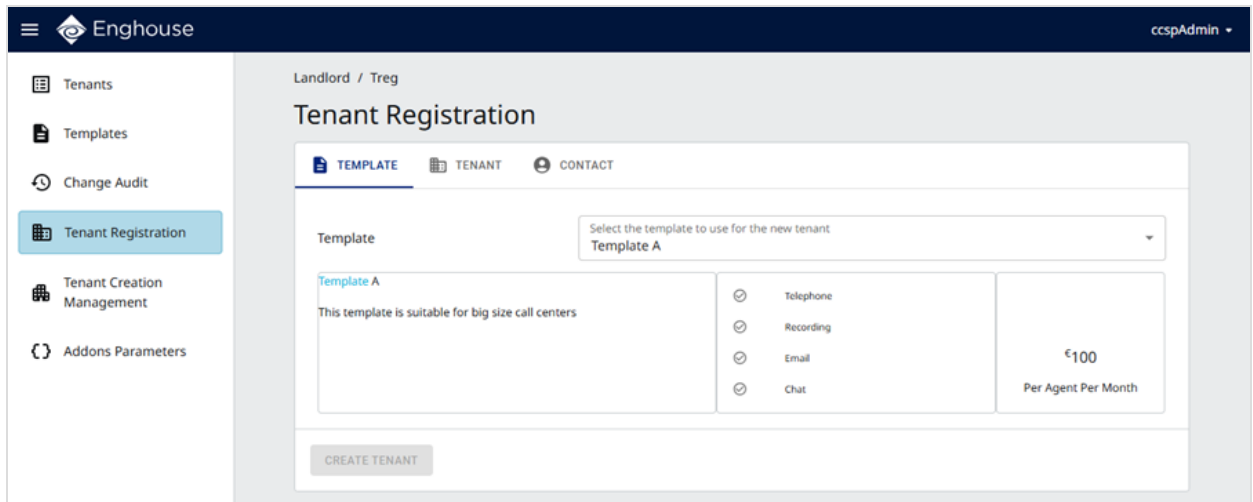 Enghouse
ccspAdmin
Tenants
Templates
Change Audit
Tenant Registration
Tenant Creation
Management
Addons Parameters
Landlord / Treg
Tenant Registration
TEMPLATE TENANT CONTACT
Template
Select the template to use for the new tenant
Template A
Template A
This template is suitable for big size call centers
Telephone
Recording
Email
Chat
€100
Per Agent Per Month
CREATE TENANT